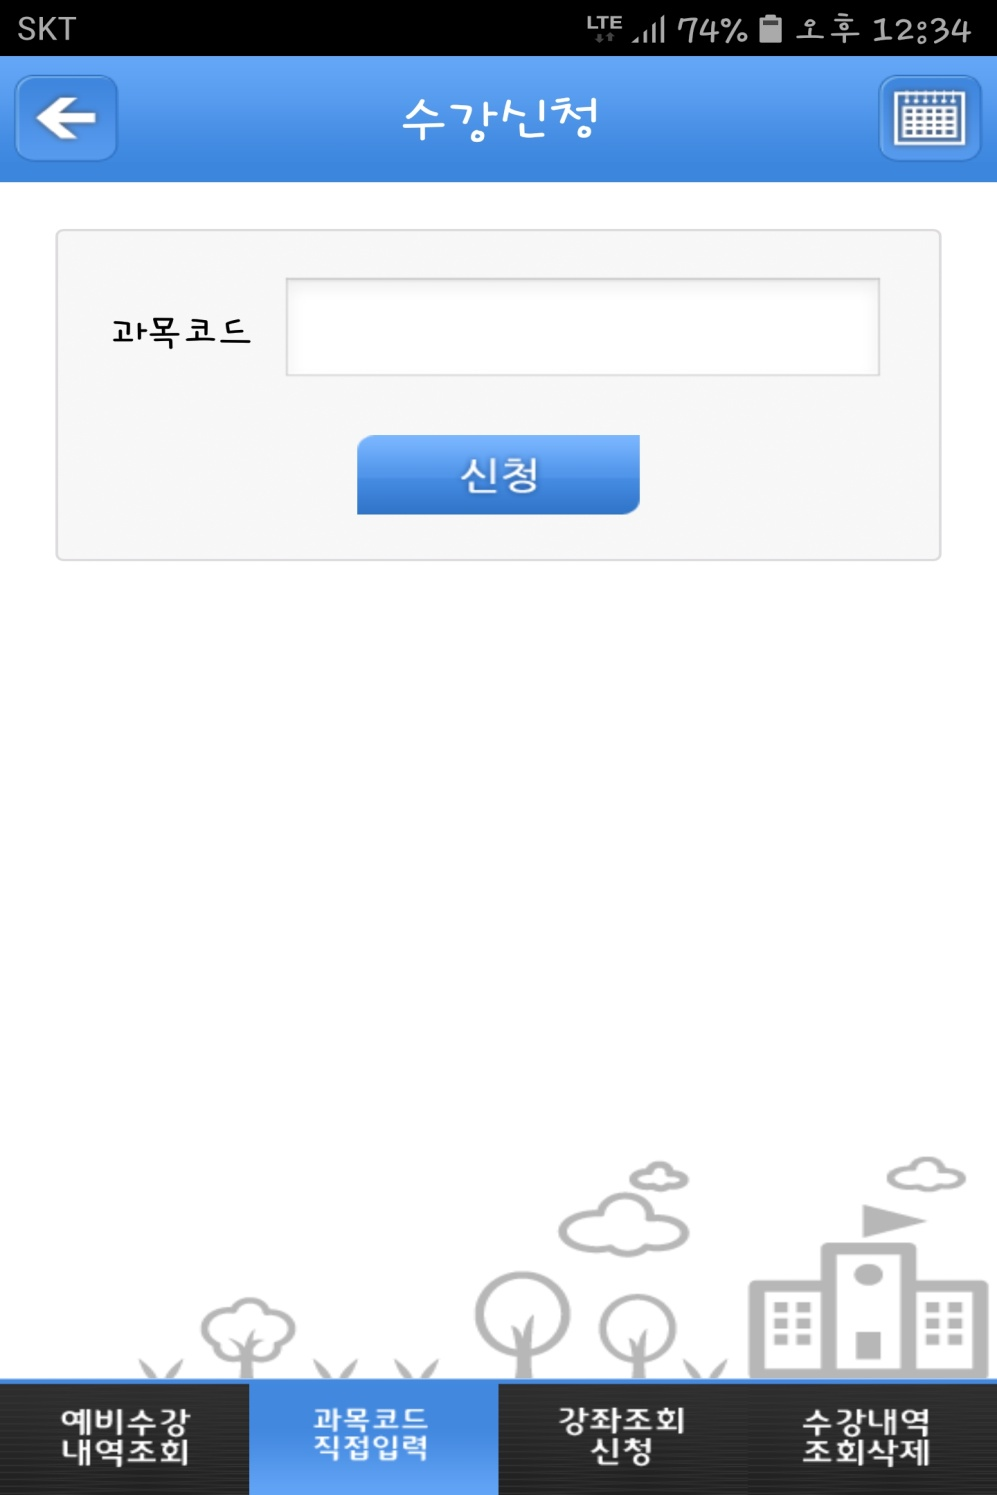 SKT LTE 74% 오후 12:34
수강신청
과목코드
신청
예비수강
내역조회
과목코드
직접입력
강좌조회
신청
수강내역
조회삭제